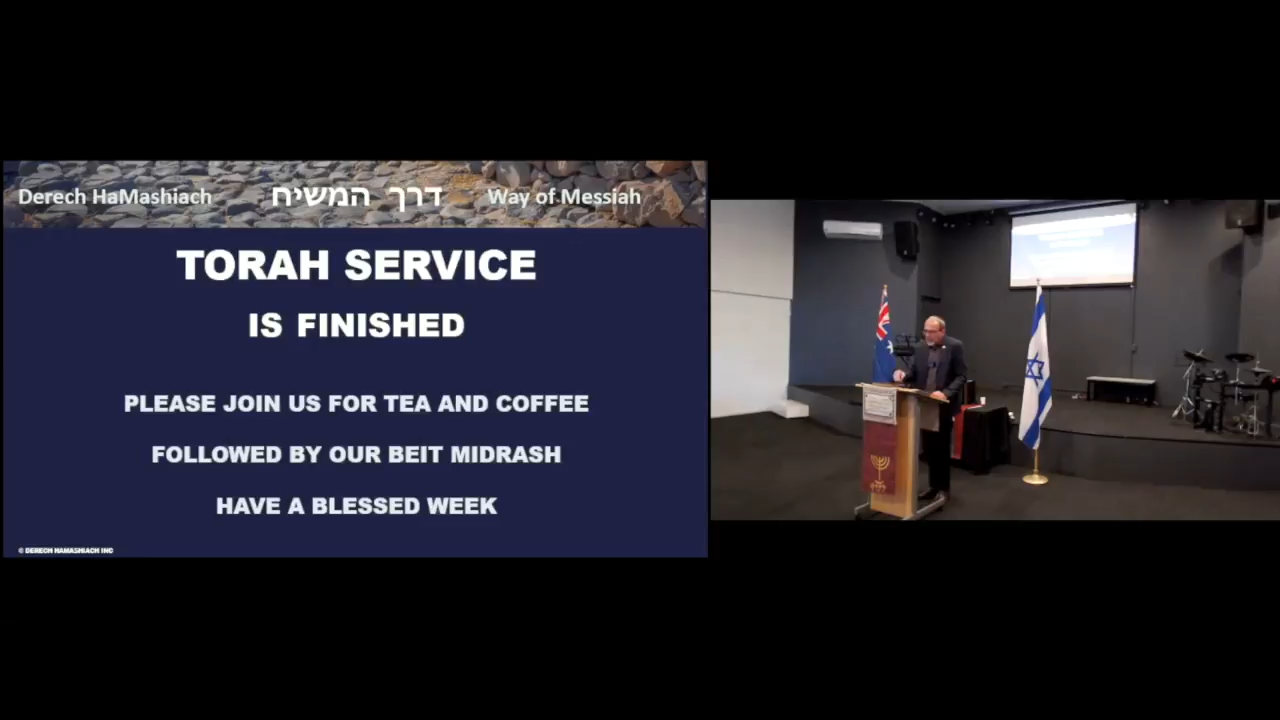 Derech HaMashiach דרך המשיח Way of Messiah
TORAH SERVICE
IS FINISHED
PLEASE JOIN US FOR TEA AND COFFEE
FOLLOWED BY OUR BEIT MIDRASH
HAVE A BLESSED WEEK
© DERECH HAMASHIACH INC